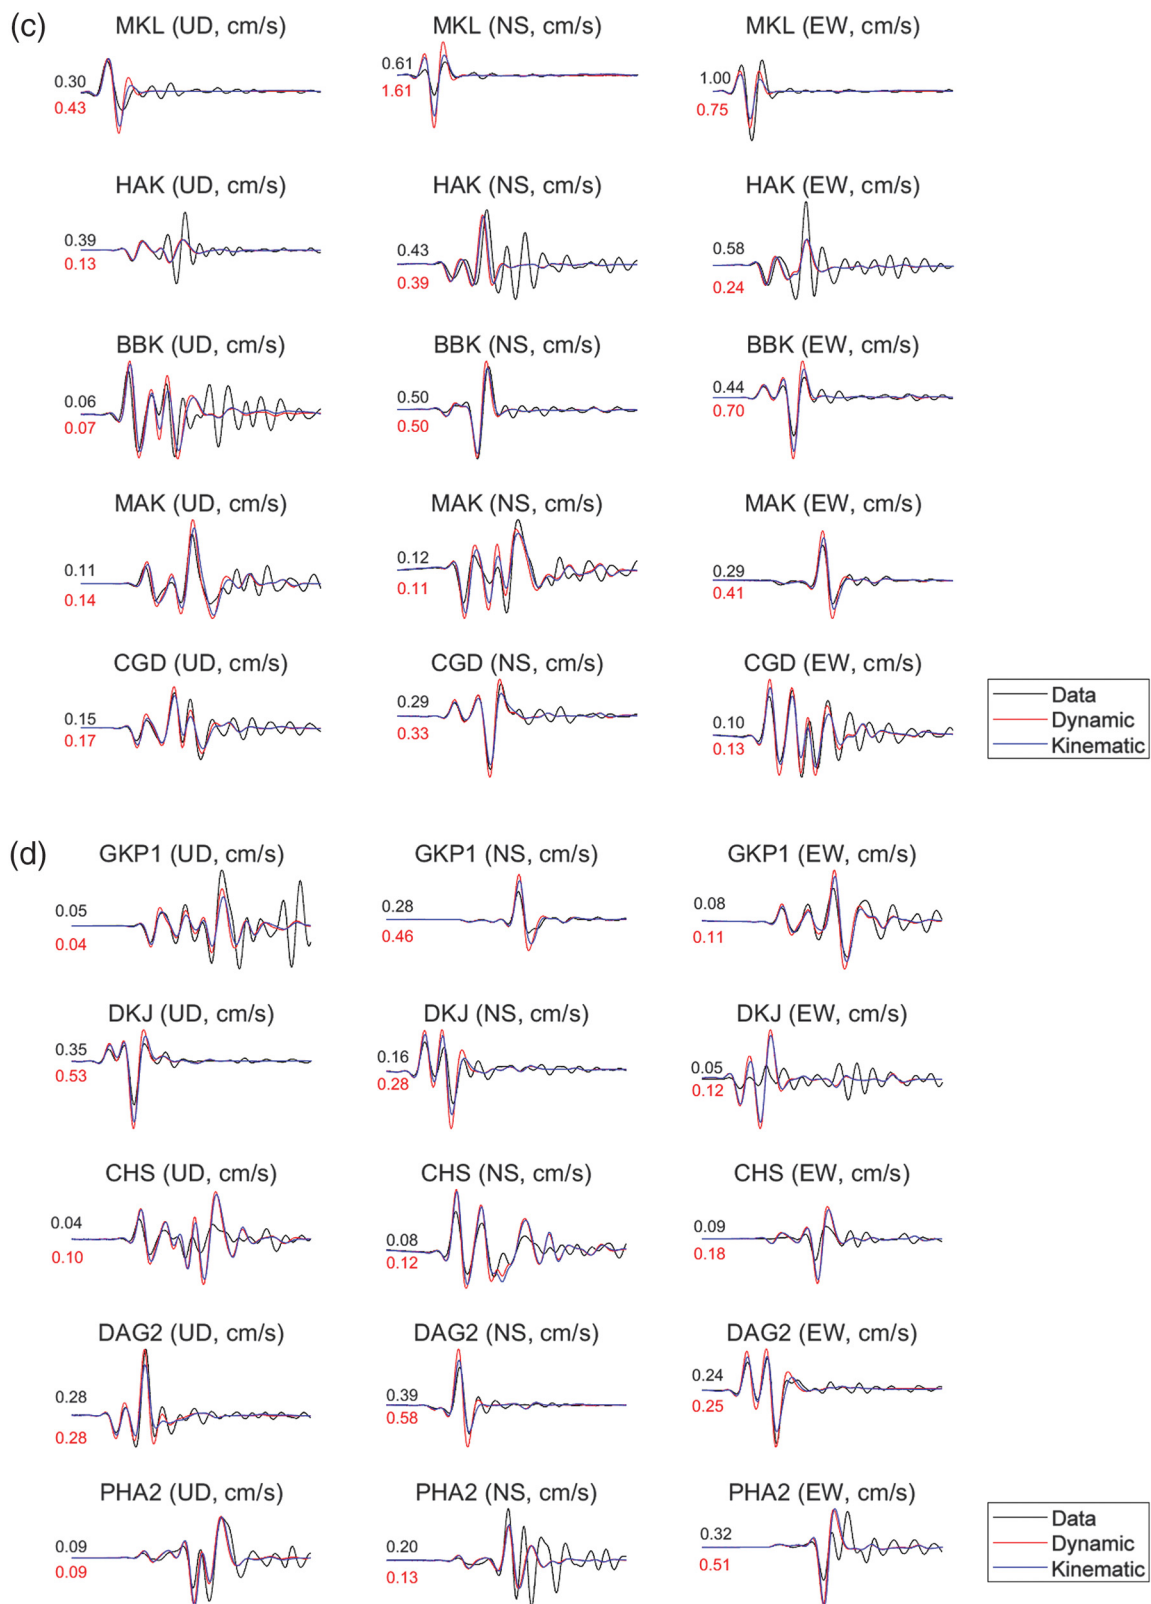 (c)
MKL (UD, cm/s) MKL (NS, cm/s) MKL (EW, cm/s)
0.30 0.61 1.00
0.43 1.61 0.75
HAK (UD, cm/s) HAK (NS, cm/s) HAK (EW, cm/s)
0.39 0.43 0.58
0.13 0.39 0.24
BBK (UD, cm/s) BBK (NS, cm/s) BBK (EW, cm/s)
0.06 0.50 0.44
0.07 0.50 0.70
MAK (UD, cm/s) MAK (NS, cm/s) MAK (EW, cm/s)
0.11 0.12 0.29
0.14 0.11 0.41
CGD (UD, cm/s) CGD (NS, cm/s) CGD (EW, cm/s)
0.15 0.29 0.10
0.17 0.33 0.13
Data
Dynamic
Kinematic
(d)
GKP1 (UD, cm/s) GKP1 (NS, cm/s) GKP1 (EW, cm/s)
0.05 0.28 0.08
0.04 0.46 0.11
DKJ (UD, cm/s) DKJ (NS, cm/s) DKJ (EW, cm/s)
0.35 0.16 0.05
0.53 0.28 0.12
CHS (UD, cm/s) CHS (NS, cm/s) CHS (EW, cm/s)
0.04 0.08 0.09
0.10 0.12 0.18
DAG2 (UD, cm/s) DAG2 (NS, cm/s) DAG2 (EW, cm/s)
0.28 0.39 0.24
0.28 0.58 0.25
PHA2 (UD, cm/s) PHA2 (NS, cm/s) PHA2 (EW, cm/s)
0.09 0.20 0.32
0.09 0.13 0.51
Data
Dynamic
Kinematic